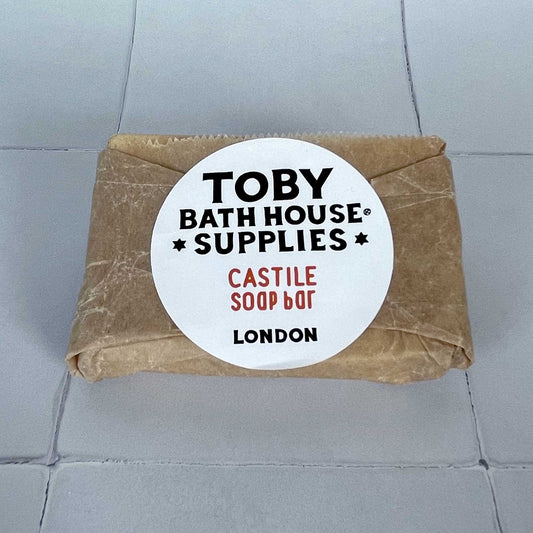 TOBY
BATH HOUSE®
✶ SUPPLIES ✶
CASTILE
soap bar
LONDON